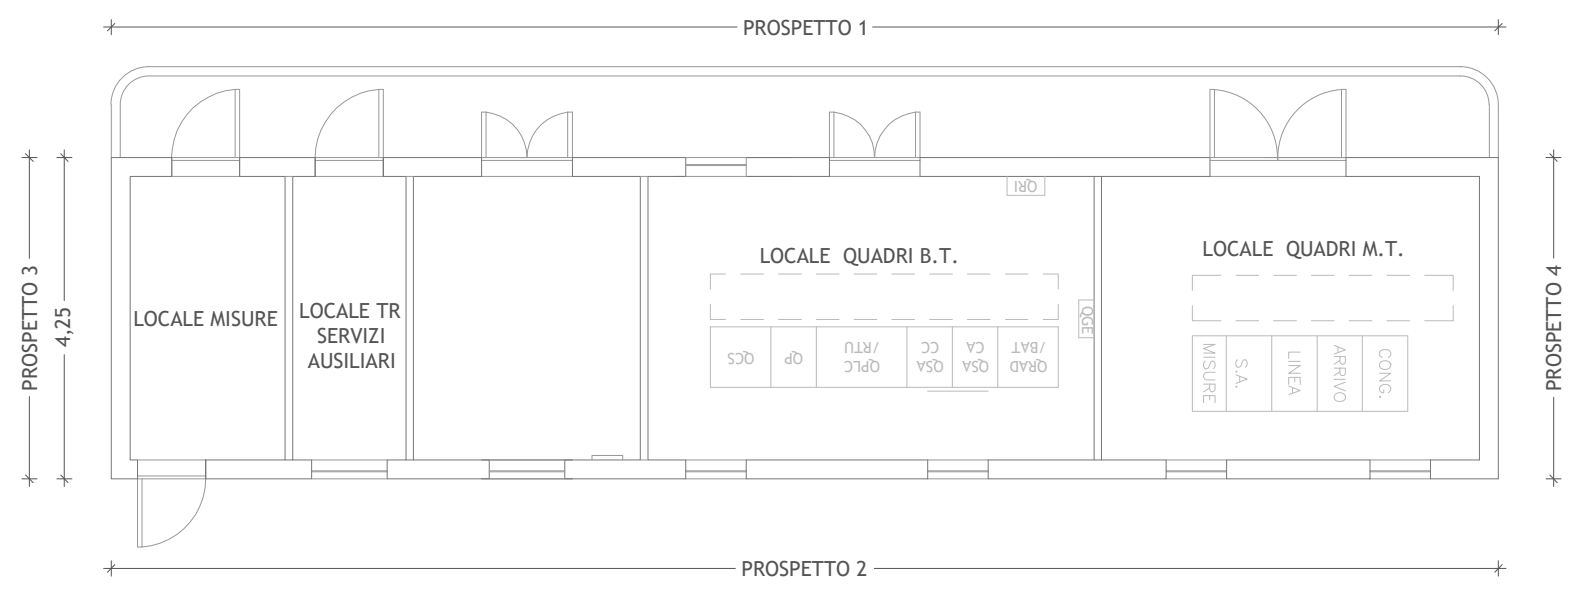 PROSPETTO 1
QRI
LOCALE QUADRI B.T.
LOCALE QUADRI M.T.
PROSPETTO 3
4,25
LOCALE MISURE
LOCALE TR
SERVIZI
AUSILIARI
QGE
PROSPETTO 4
QCS
QP
QPLC
/RTU
QSA
CC
QSA
CA
QRAD
/BAT
MISURE
S.A.
LINEA
ARRIVO
CONG.
PROSPETTO 2